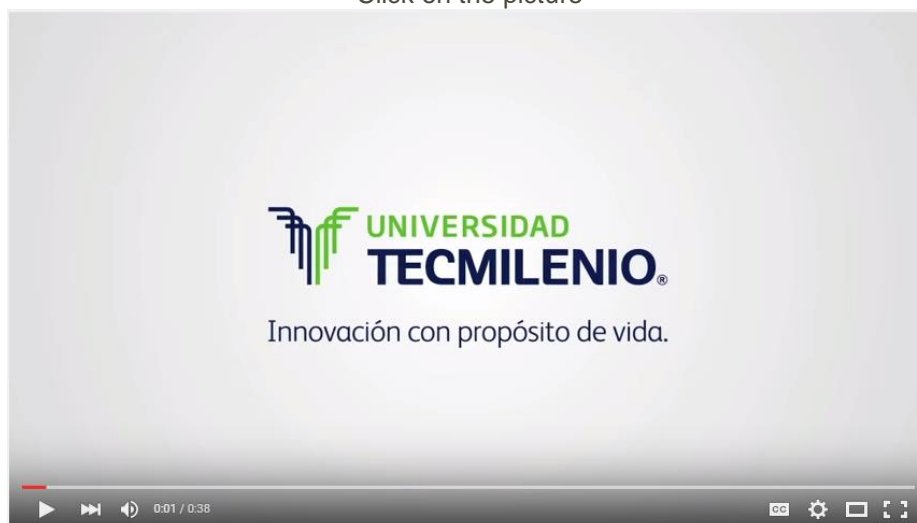 Click on the picture
UNIVERSIDAD
TECMILENIO®
Innovación con propósito de vida.
0:01 / 0:38
CC